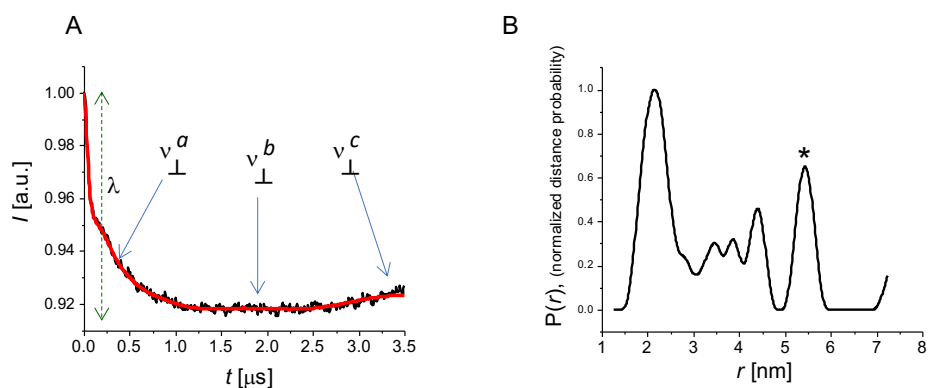 A
I [a.u.]
1.00
0.98
0.96
0.94
0.92
λ
ν⊥a
ν⊥b
ν⊥c
0.0 0.5 1.0 1.5 2.0 2.5 3.0 3.5
t [μs]
B
P(r), (normalized distance probability)
1.0
0.8
0.6
0.4
0.2
0.0
*
1 2 3 4 5 6 7 8
r [nm]